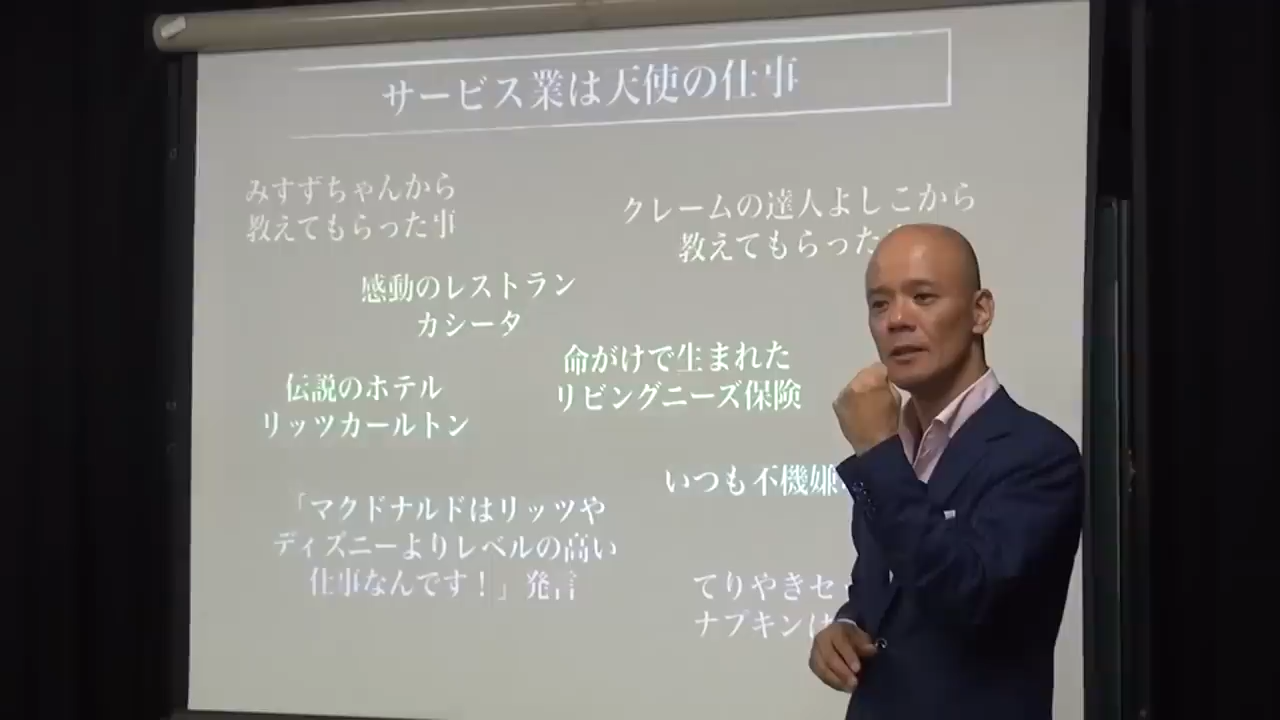 サービス業は天使の仕事
みすずちゃんから
教えてもらった事
クレームの達人よしこから
教えてもらった
感動のレストラン
カシータ
命がけで生まれた
リビングニーズ保険
伝説のホテル
リッツカールトン
いつも不機嫌
「マクドナルドはリッツや
ディズニーよりレベルの高い
仕事なんです！」発言
てりやきセ
ナプキンは